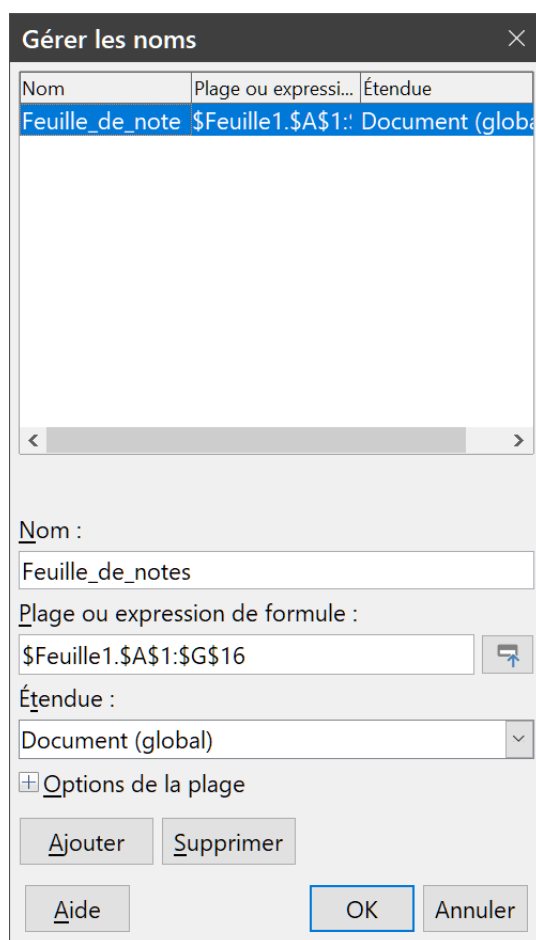 Gérer les noms
Nom Plage ou expressi... Étendue
Feuille_de_note $Feuille1.$A$1: Document (globa
Nom :
Feuille_de_notes
Plage ou expression de formule :
$Feuille1.$A$1:$G$16
Étendue :
Document (global)
Options de la plage
Ajouter Supprimer
Aide OK Annuler